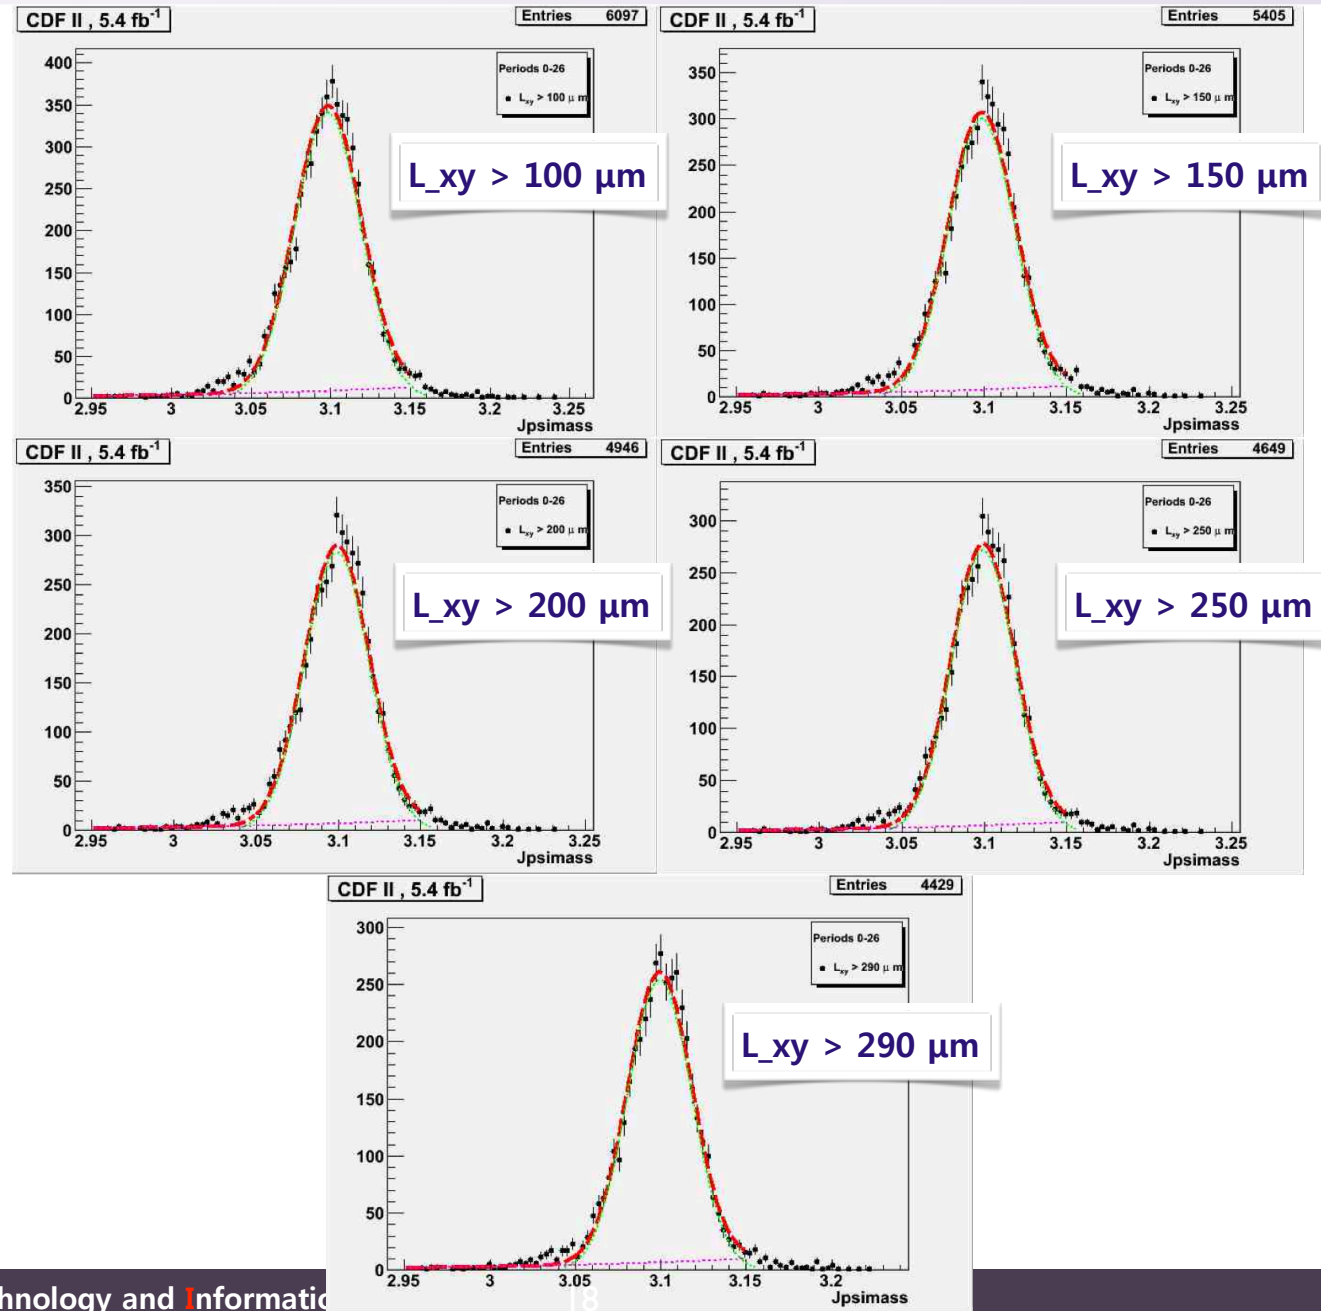 CDF II , 5.4 fb⁻¹
Entries 6097
Periods 0-26
Lxy > 100 μ m
L_xy > 100 μm
400
350
300
250
200
150
100
50
0
2.95 3 3.05 3.1 3.15 3.2 3.25
Jpsimass
CDF II , 5.4 fb⁻¹
Entries 5405
Periods 0-26
Lxy > 150 μ m
L_xy > 150 μm
350
300
250
200
150
100
50
0
2.95 3 3.05 3.1 3.15 3.2 3.25
Jpsimass
CDF II , 5.4 fb⁻¹
Entries 4946
Periods 0-26
Lxy > 200 μ m
L_xy > 200 μm
350
300
250
200
150
100
50
0
2.95 3 3.05 3.1 3.15 3.2 3.25
Jpsimass
CDF II , 5.4 fb⁻¹
Entries 4649
Periods 0-26
Lxy > 250 μ m
L_xy > 250 μm
300
250
200
150
100
50
0
2.95 3 3.05 3.1 3.15 3.2 3.25
Jpsimass
CDF II , 5.4 fb⁻¹
Entries 4429
Periods 0-26
Lxy > 290 μ m
L_xy > 290 μm
300
250
200
150
100
50
0
2.95 3 3.05 3.1 3.15 3.2
Jpsimass
hnology and Informatic
18